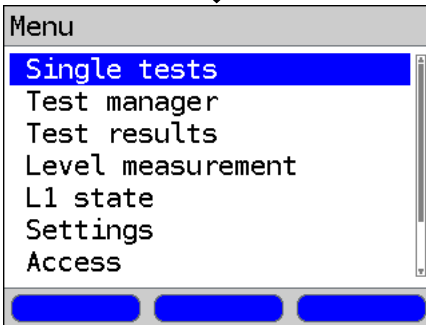 Menu
Single tests
Test manager
Test results
Level measurement
L1 state
Settings
Access